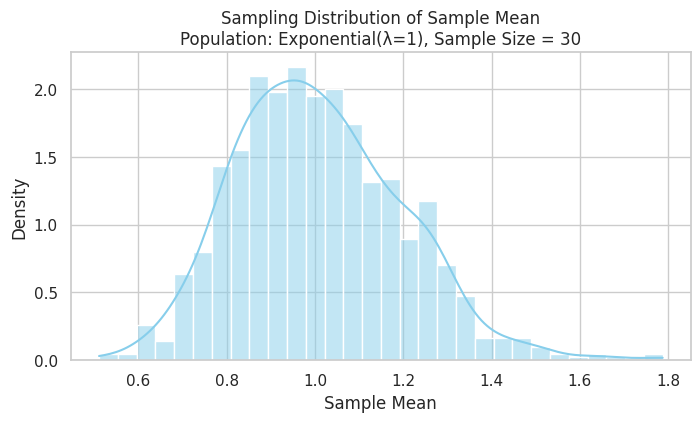 Sampling Distribution of Sample Mean
Population: Exponential(λ=1), Sample Size = 30
Density
2.0
1.5
1.0
0.5
0.0
0.6 0.8 1.0 1.2 1.4 1.6 1.8
Sample Mean